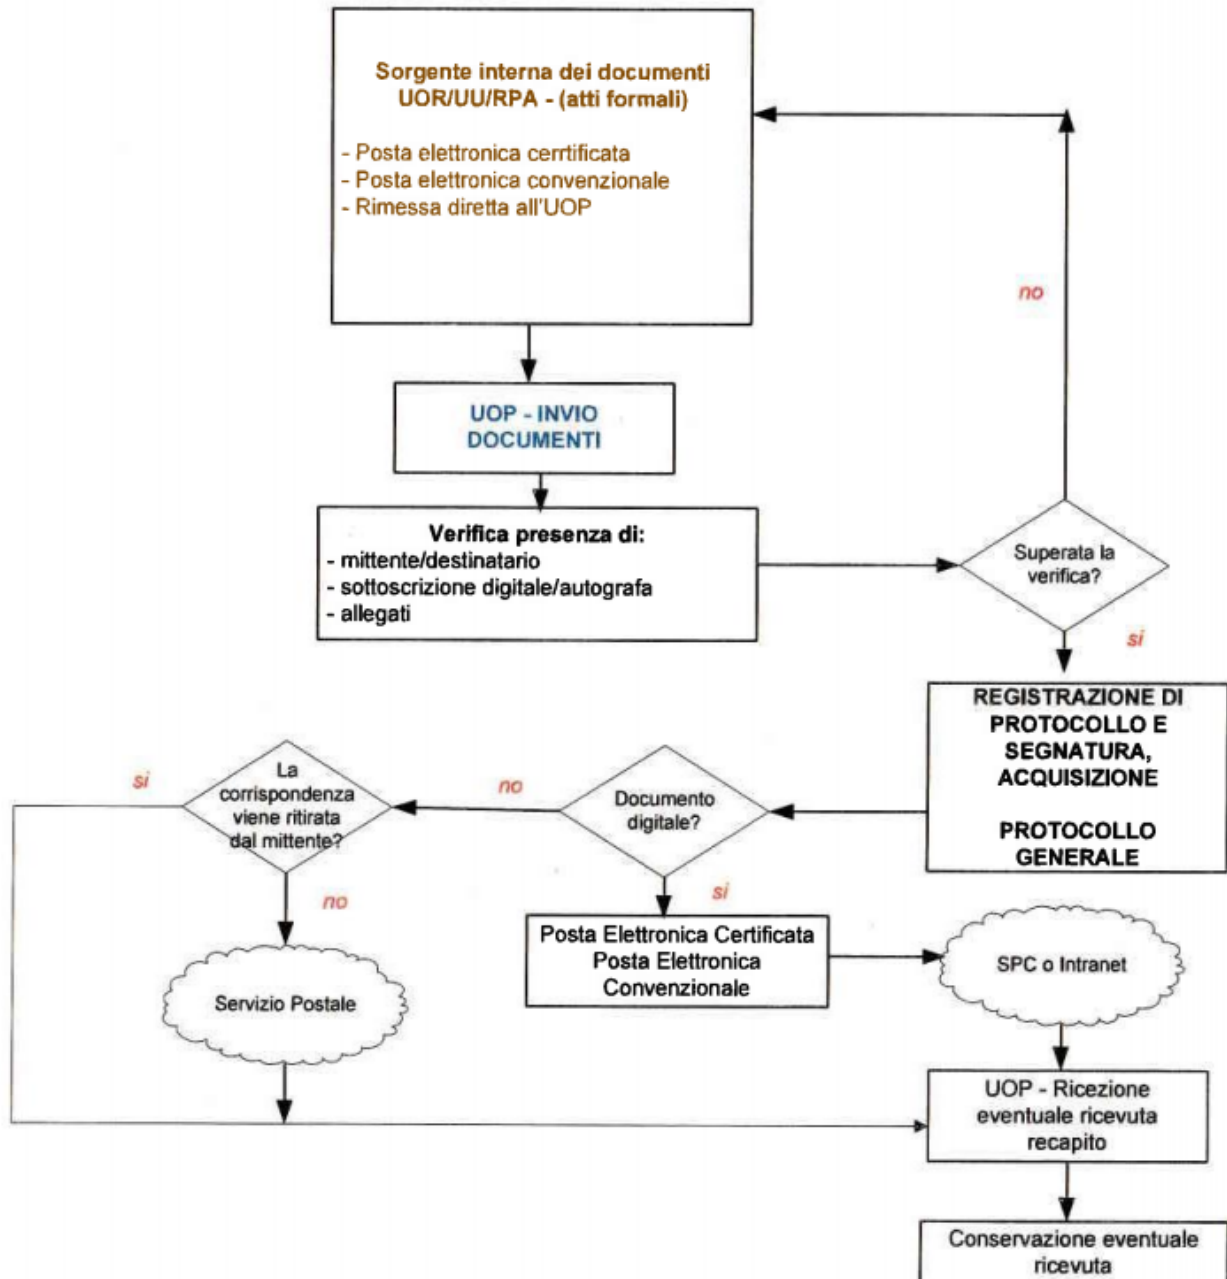 Sorgente interna dei documenti
UOR/UU/RPA - (atti formali)
- Posta elettronica cerrtificata
- Posta elettronica convenzionale
- Rimessa diretta all'UOP
no
UOP - INVIO
DOCUMENTI
Verifica presenza di:
- mittente/destinatario
- sottoscrizione digitale/autografa
- allegati
Superata la
verifica?
si
REGISTRAZIONE DI
PROTOCOLLO E
SEGNATURA,
ACQUISIZIONE
PROTOCOLLO
GENERALE
Documento
digitale?
no
La
corrispondenza
viene ritirata
dal mittente?
si
no
si
Posta Elettronica Certificata
Posta Elettronica
Convenzionale
SPC o Intranet
Servizio Postale
UOP - Ricezione
eventuale ricevuta
recapito
Conservazione eventuale
ricevuta